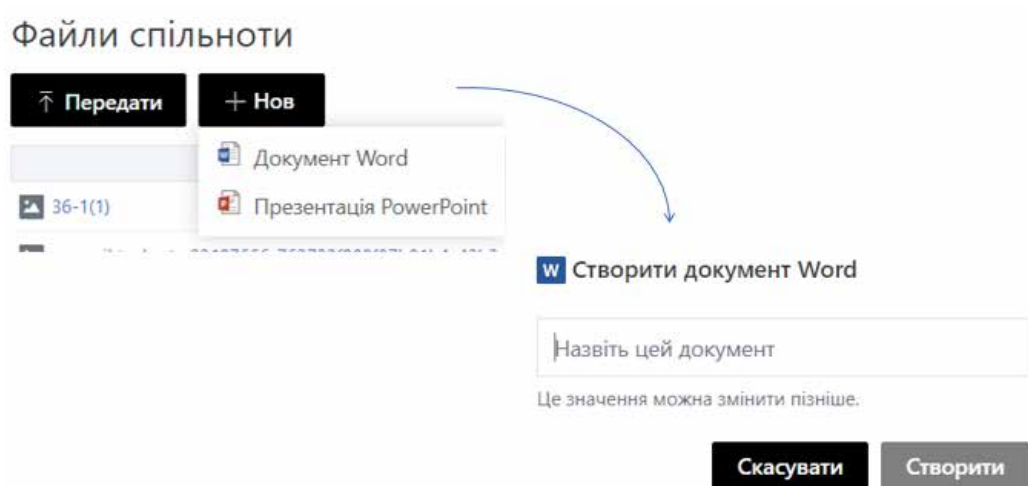 Файли спільноти
Передати
+ Нов
Документ Word
36-1(1)
Презентація PowerPoint
W Створити документ Word
Назвіть цей документ
Це значення можна змінити пізніше.
Скасувати
Створити